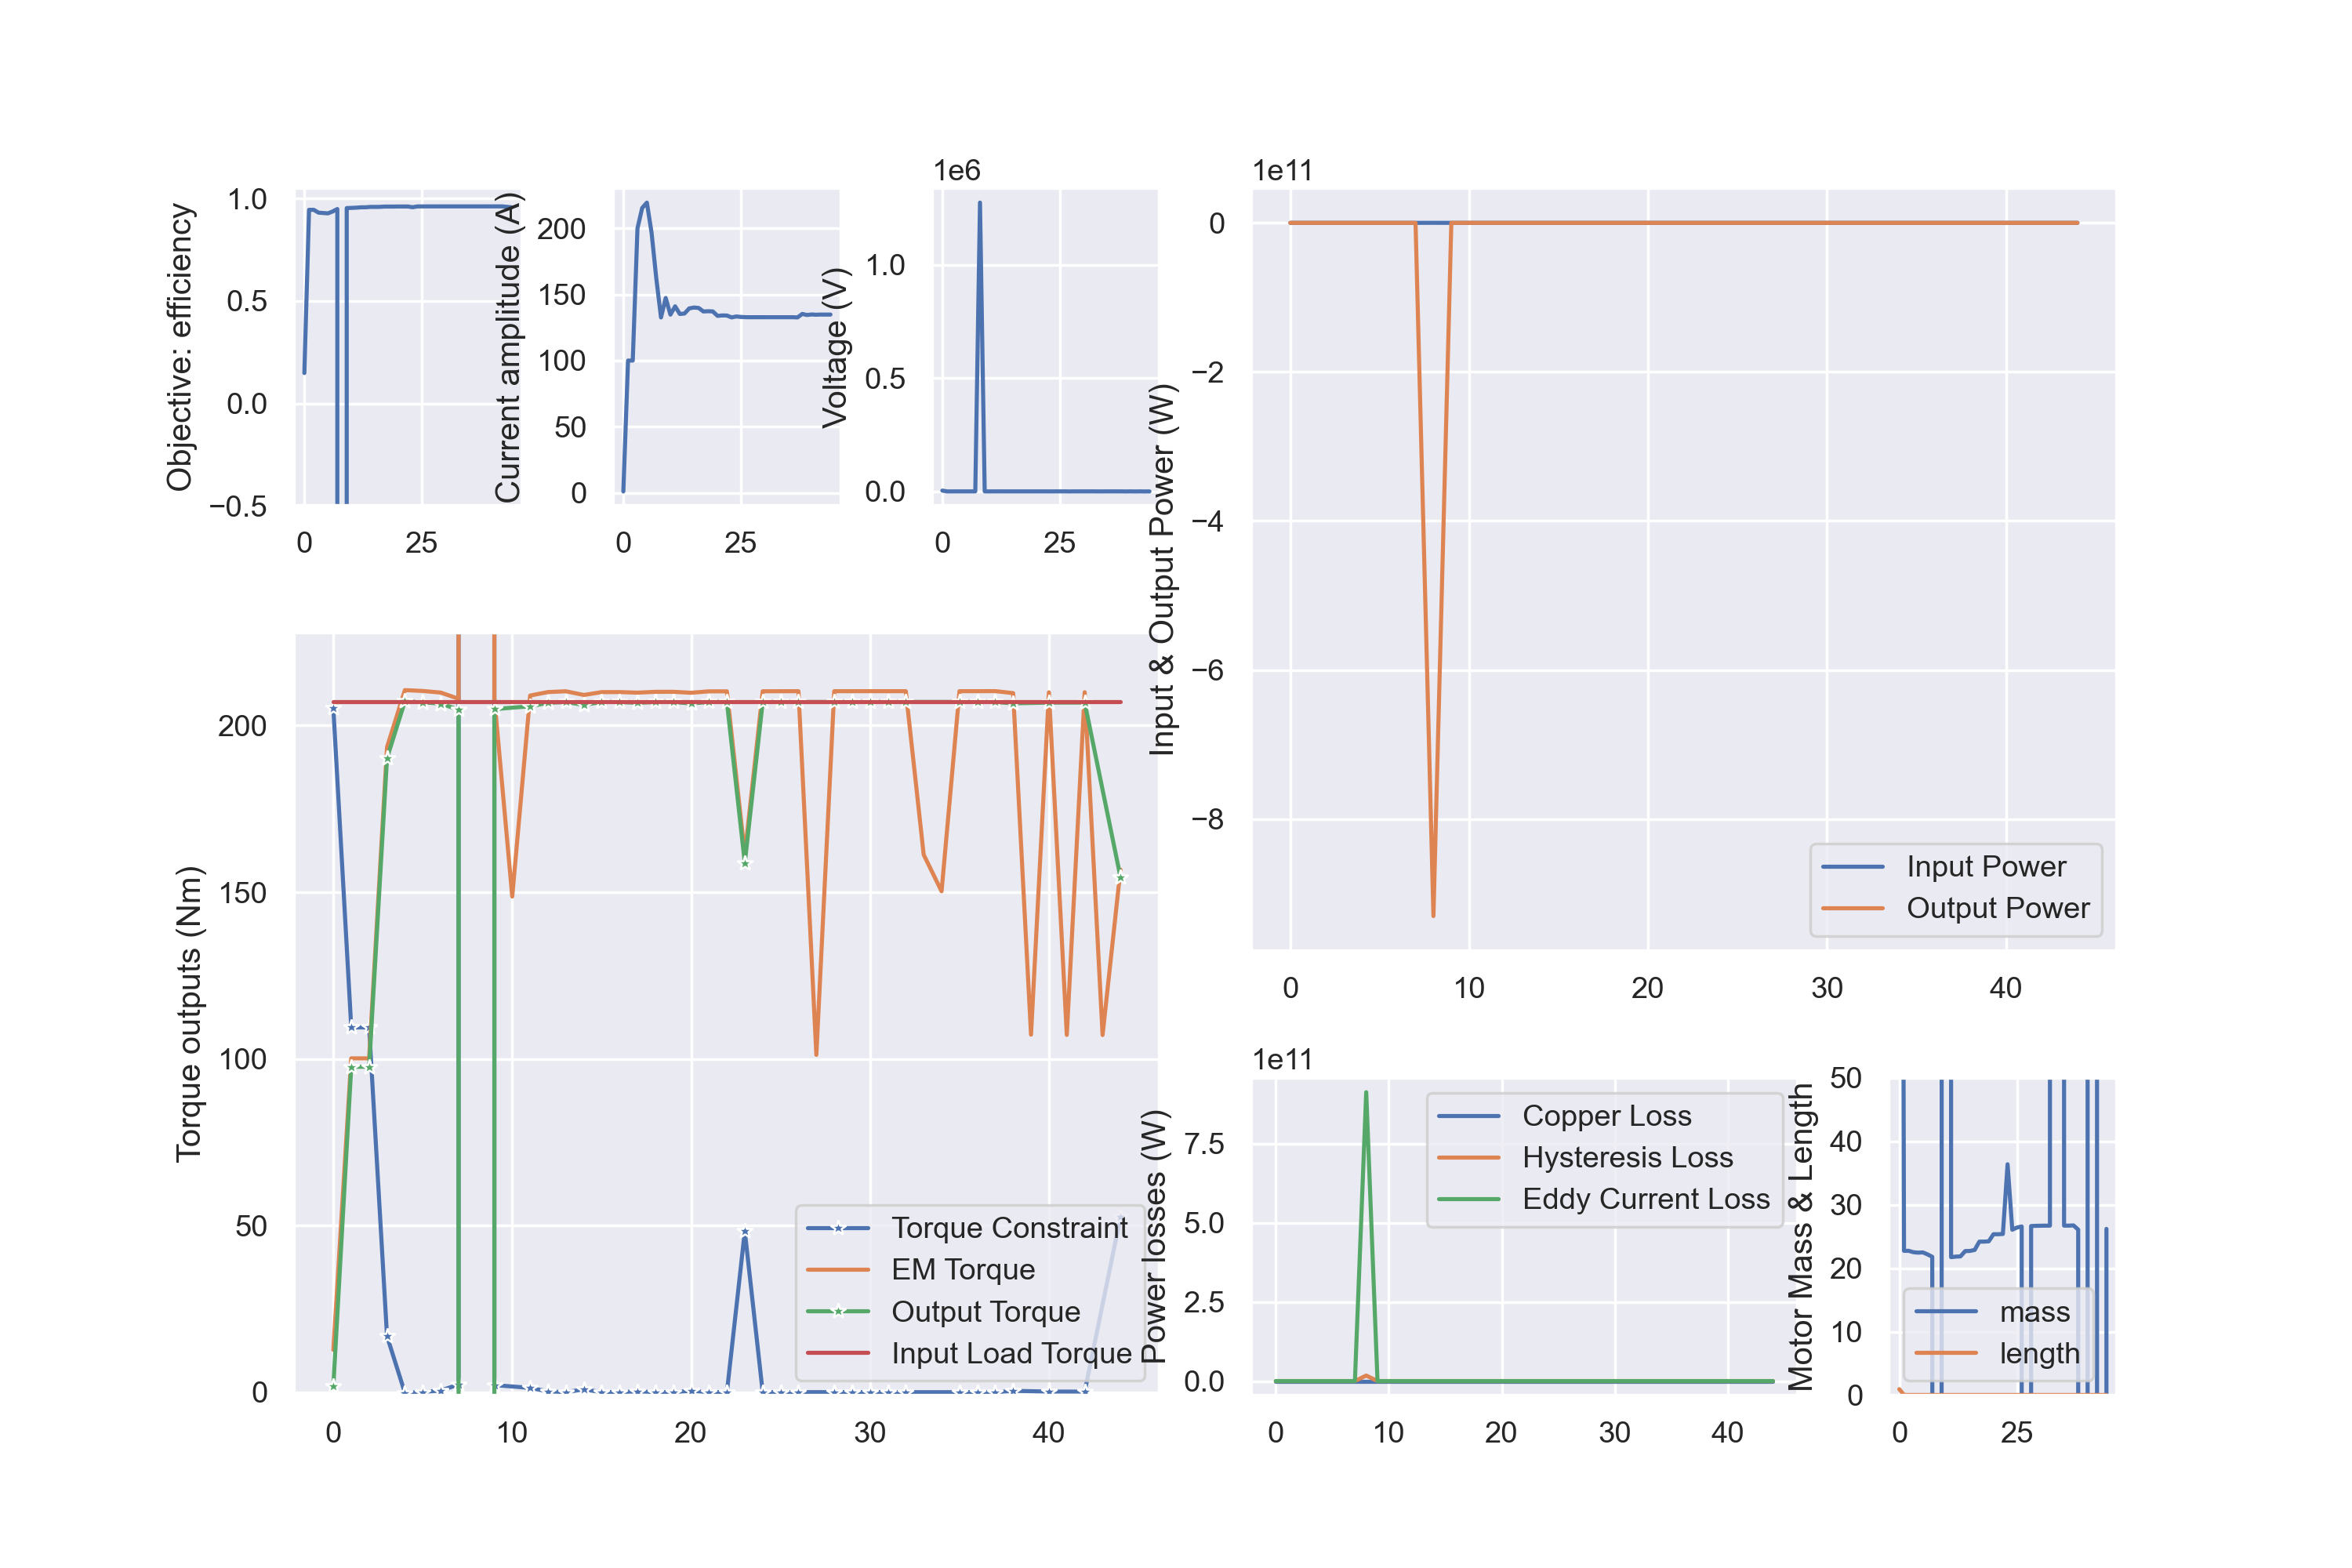 Objective: efficiency
1.0
0.5
0.0
−0.5
0
25
Current amplitude (A)
200
150
100
50
0
0
25
Voltage (V)
1e6
1.0
0.5
0.0
0
25
Input & Output Power (W)
1e11
0
−2
−4
−6
−8
0
10
20
30
40
Input Power
Output Power
Torque outputs (Nm)
200
150
100
50
0
0
10
20
30
40
Torque Constraint
EM Torque
Output Torque
Input Load Torque
Power losses (W)
1e11
7.5
5.0
2.5
0.0
0
10
20
30
40
Copper Loss
Hysteresis Loss
Eddy Current Loss
Motor Mass & Length
50
40
30
20
10
0
0
25
mass
length